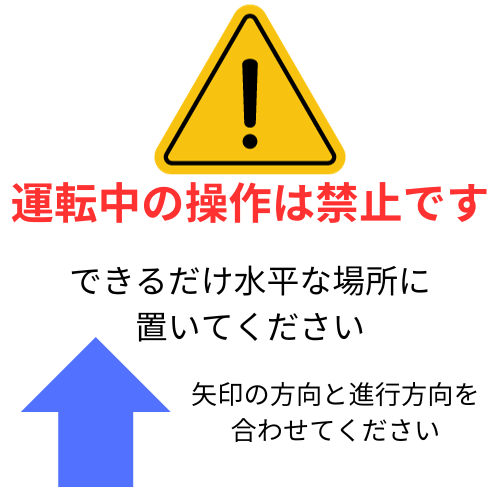 運転中の操作は禁止です
できるだけ水平な場所に
置いてください
矢印の方向と進行方向を
合わせてください